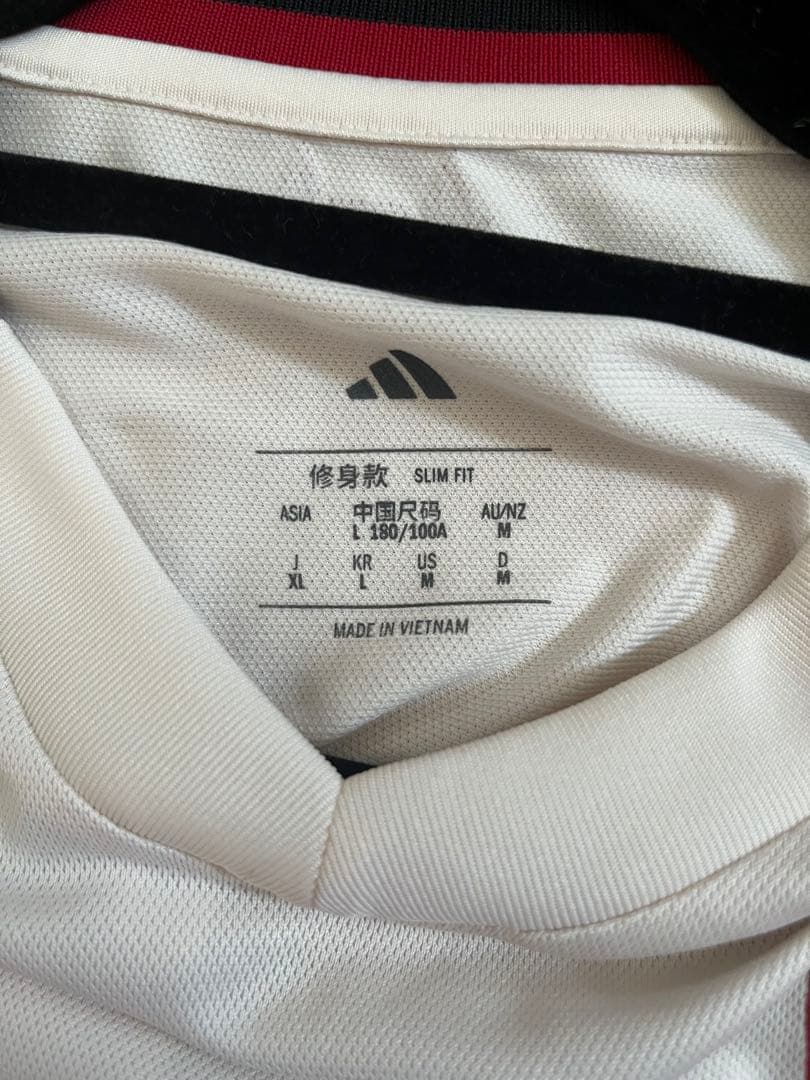 修身款 SLIM FIT
ASIA 中国尺码 AU/NZ
L 180/100A M
J KR US D
XL L M M
MADE IN VIETNAM